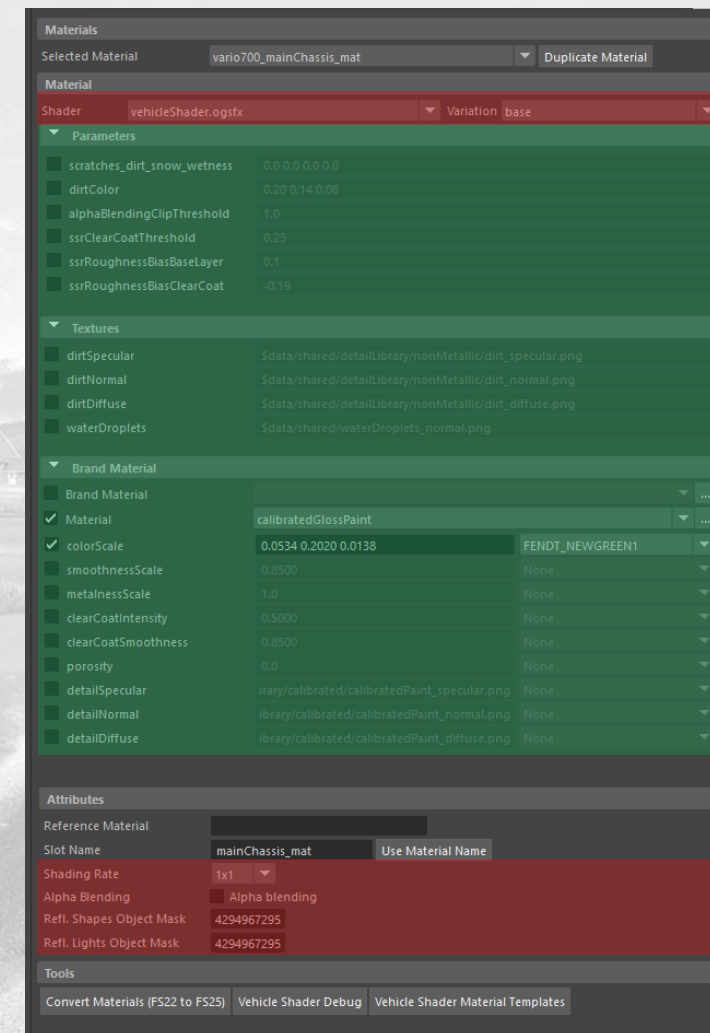 Materials
Selected Material vario700_mainChassis_mat Duplicate Material
Material
Shader vehicleShader.ogsfx Variation base
Parameters
scratches_dirt_snow_wetness 0.0 0.0 0.0 0.0
dirtColor 0.20 0.14 0.08
alphaBlendingClipThreshold 1.0
ssrClearCoatThreshold 0.25
ssrRoughnessBiasBaseLayer 0.1
ssrRoughnessBiasClearCoat -0.19
Textures
dirtSpecular $data/shared/detailLibrary/nonMetallic/dirt_specular.png
dirtNormal $data/shared/detailLibrary/nonMetallic/dirt_normal.png
dirtDiffuse $data/shared/detailLibrary/nonMetallic/dirt_diffuse.png
waterDroplets $data/shared/waterDroplets_normal.png
Brand Material
Brand Material ...
Material calibratedGlossPaint ...
colorScale 0.0534 0.2020 0.0138 FENDT_NEWGREEN1
smoothnessScale 0.8500 None
metalnessScale 1.0 None
clearCoatIntensity 0.5000 None
clearCoatSmoothness 0.8500 None
porosity 0.0 None
detailSpecular brary/calibrated/calibratedPaint_specular.png None
detailNormal ibrary/calibrated/calibratedPaint_normal.png None
detailDiffuse ibrary/calibrated/calibratedPaint_diffuse.png None
Attributes
Reference Material
Slot Name mainChassis_mat Use Material Name
Shading Rate 1x1
Alpha Blending Alpha blending
Refl. Shapes Object Mask 4294967295
Refl. Lights Object Mask 4294967295
Tools
Convert Materials (FS22 to FS25) Vehicle Shader Debug Vehicle Shader Material Templates